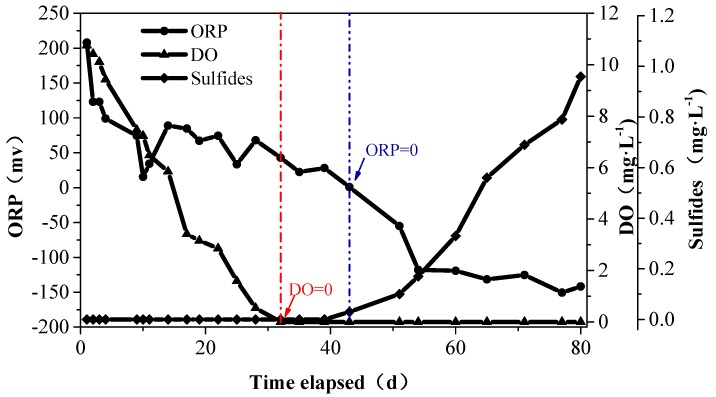 250
200
150
100
50
0
-50
-100
-150
-200
ORP（mv）
ORP
DO
Sulfides
ORP=0
DO=0
12
10
8
6
4
2
0
DO（mg·L⁻¹）
1.2
1.0
0.8
0.6
0.4
0.2
0.0
Sulfides（mg·L⁻¹）
0 20 40 60 80
Time elapsed（d）